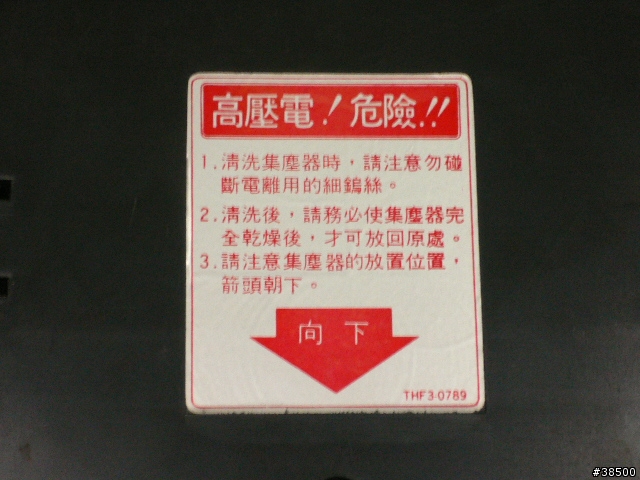 高壓電！危險!!
1.清洗集塵器時，請注意勿碰
斷電離用的細鎢絲。
2.清洗後，請務必使集塵器完
全乾燥後，才可放回原處。
3.請注意集塵器的放置位置，
箭頭朝下。
向下
THF3-0789
#38500